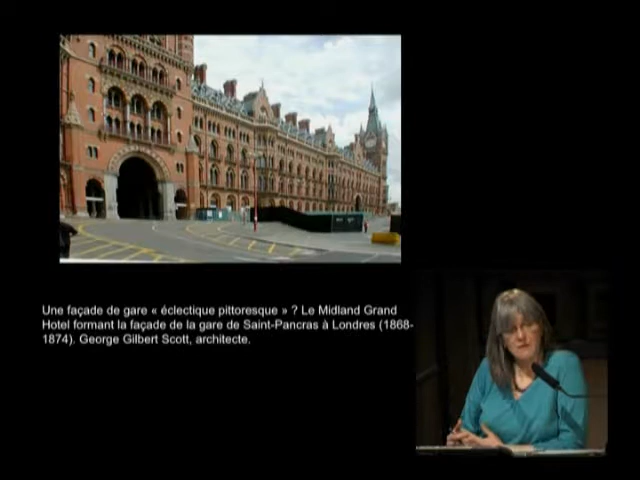 Une façade de gare « éclectique pittoresque » ? Le Midland Grand
Hotel formant la façade de la gare de Saint-Pancras à Londres (1868-
1874). George Gilbert Scott, architecte.